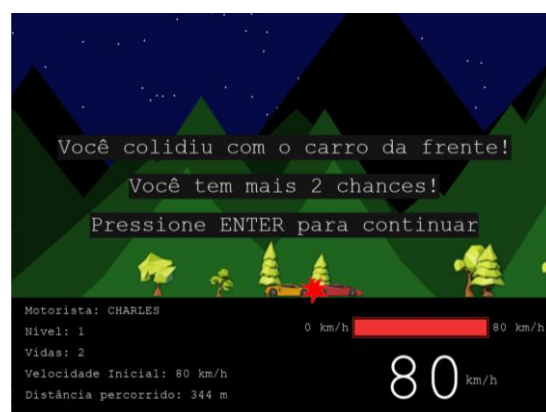 Você colidiu com o carro da frente!
Você tem mais 2 chances!
Pressione ENTER para continuar
Motorista: CHARLES
Nivel: 1
Vidas: 2
Velocidade Inicial: 80 km/h
Distância percorrido: 344 m
0 km/h 80 km/h
80 km/h